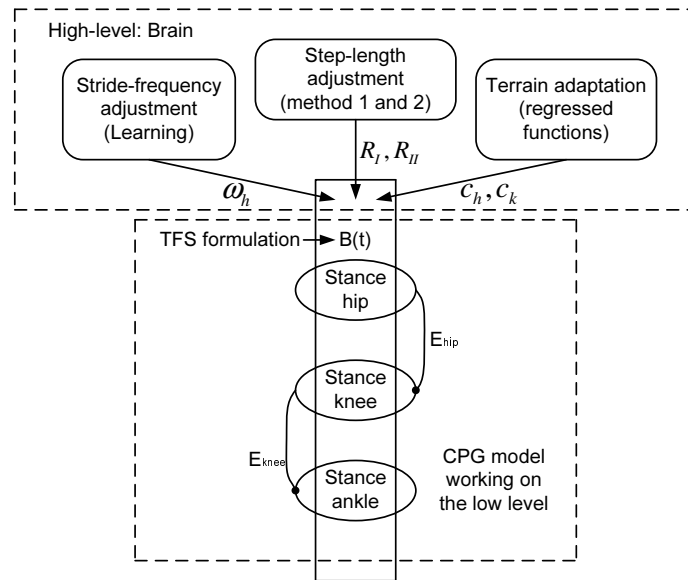 High-level: Brain
Stride-frequency
adjustment
(Learning)
Step-length
adjustment
(method 1 and 2)
Terrain adaptation
(regressed
functions)
R_I, R_II
ω_h
c_h, c_k
TFS formulation
B(t)
Stance
hip
E_hip
Stance
knee
E_knee
Stance
ankle
CPG model
working on
the low level